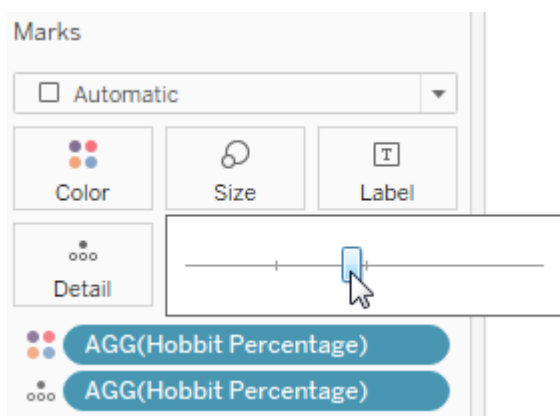 Marks
Automatic
Color Size Label
T
Detail
AGG(Hobbit Percentage)
AGG(Hobbit Percentage)